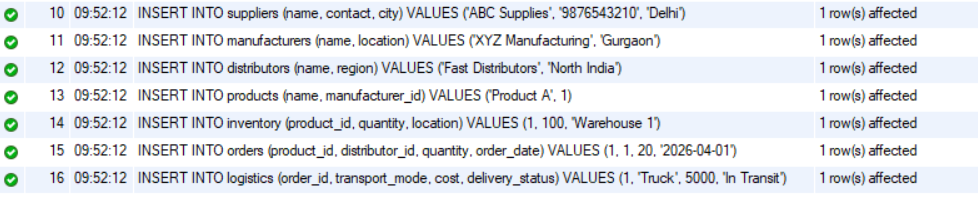 10 09:52:12 INSERT INTO suppliers (name, contact, city) VALUES ('ABC Supplies', '9876543210', 'Delhi') 1 row(s) affected
11 09:52:12 INSERT INTO manufacturers (name, location) VALUES ('XYZ Manufacturing', 'Gurgaon') 1 row(s) affected
12 09:52:12 INSERT INTO distributors (name, region) VALUES ('Fast Distributors', 'North India') 1 row(s) affected
13 09:52:12 INSERT INTO products (name, manufacturer_id) VALUES ('Product A', 1) 1 row(s) affected
14 09:52:12 INSERT INTO inventory (product_id, quantity, location) VALUES (1, 100, 'Warehouse 1') 1 row(s) affected
15 09:52:12 INSERT INTO orders (product_id, distributor_id, quantity, order_date) VALUES (1, 1, 20, '2026-04-01') 1 row(s) affected
16 09:52:12 INSERT INTO logistics (order_id, transport_mode, cost, delivery_status) VALUES (1, 'Truck', 5000, 'In Transit') 1 row(s) affected